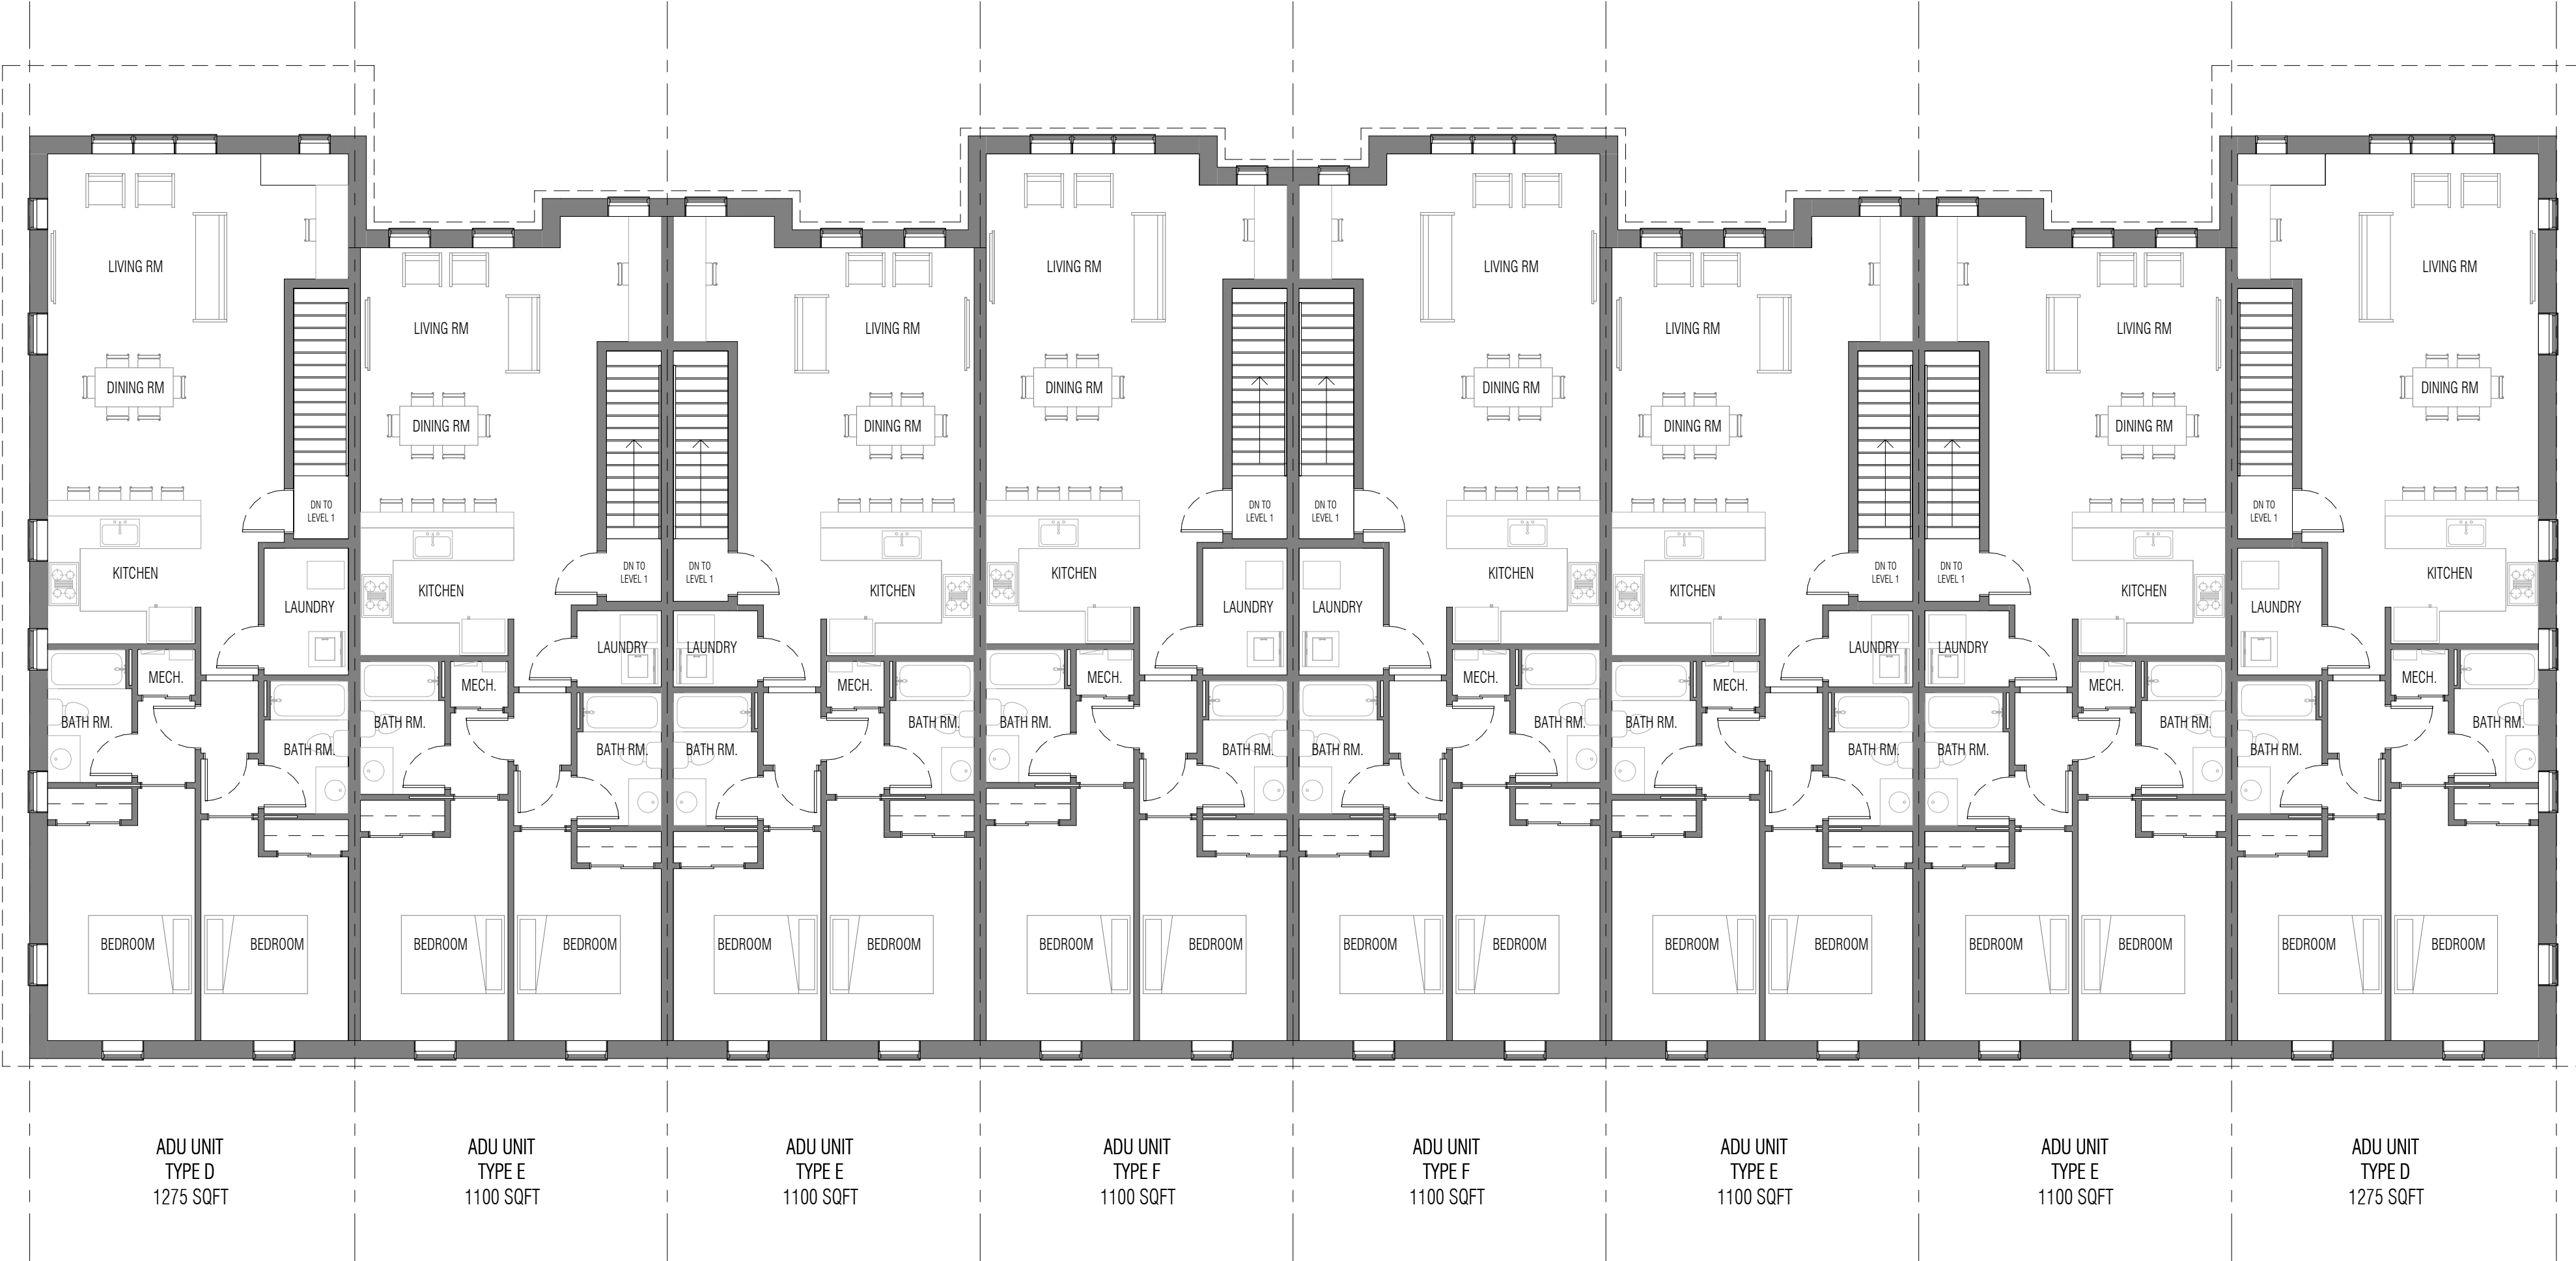 LIVING RM
DINING RM
DN TO
LEVEL 1
KITCHEN
LAUNDRY
MECH.
BATH RM.
BATH RM.
BEDROOM
BEDROOM
ADU UNIT
TYPE D
1275 SQFT
LIVING RM
DINING RM
DN TO
LEVEL 1
KITCHEN
LAUNDRY
MECH.
BATH RM.
BATH RM.
BEDROOM
BEDROOM
ADU UNIT
TYPE E
1100 SQFT
LIVING RM
DINING RM
DN TO
LEVEL 1
KITCHEN
LAUNDRY
MECH.
BATH RM.
BATH RM.
BEDROOM
BEDROOM
ADU UNIT
TYPE E
1100 SQFT
LIVING RM
DINING RM
DN TO
LEVEL 1
KITCHEN
LAUNDRY
MECH.
BATH RM.
BATH RM.
BEDROOM
BEDROOM
ADU UNIT
TYPE F
1100 SQFT
LIVING RM
DINING RM
DN TO
LEVEL 1
KITCHEN
LAUNDRY
MECH.
BATH RM.
BATH RM.
BEDROOM
BEDROOM
ADU UNIT
TYPE F
1100 SQFT
LIVING RM
DINING RM
DN TO
LEVEL 1
KITCHEN
LAUNDRY
MECH.
BATH RM.
BATH RM.
BEDROOM
BEDROOM
ADU UNIT
TYPE E
1100 SQFT
LIVING RM
DINING RM
DN TO
LEVEL 1
KITCHEN
LAUNDRY
MECH.
BATH RM.
BATH RM.
BEDROOM
BEDROOM
ADU UNIT
TYPE E
1100 SQFT
LIVING RM
DINING RM
DN TO
LEVEL 1
KITCHEN
LAUNDRY
MECH.
BATH RM.
BATH RM.
BEDROOM
BEDROOM
ADU UNIT
TYPE D
1275 SQFT